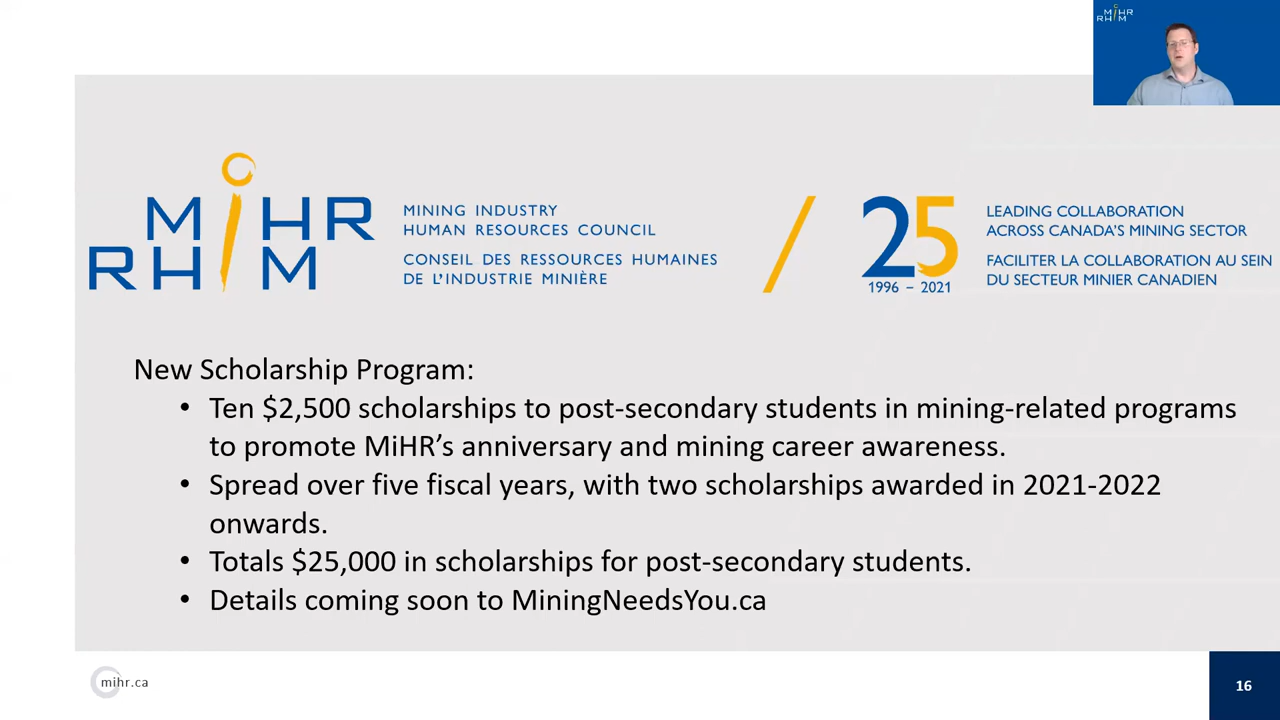 MiHR
RHiM
MiHR
RHiM
MINING INDUSTRY
HUMAN RESOURCES COUNCIL
CONSEIL DES RESSOURCES HUMAINES
DE L'INDUSTRIE MINIÈRE
/
25
1996 – 2021
LEADING COLLABORATION
ACROSS CANADA'S MINING SECTOR
FACILITER LA COLLABORATION AU SEIN
DU SECTEUR MINIER CANADIEN
New Scholarship Program:
• Ten $2,500 scholarships to post-secondary students in mining-related programs
to promote MiHR’s anniversary and mining career awareness.
• Spread over five fiscal years, with two scholarships awarded in 2021-2022
onwards.
• Totals $25,000 in scholarships for post-secondary students.
• Details coming soon to MiningNeedsYou.ca
mihr.ca
16